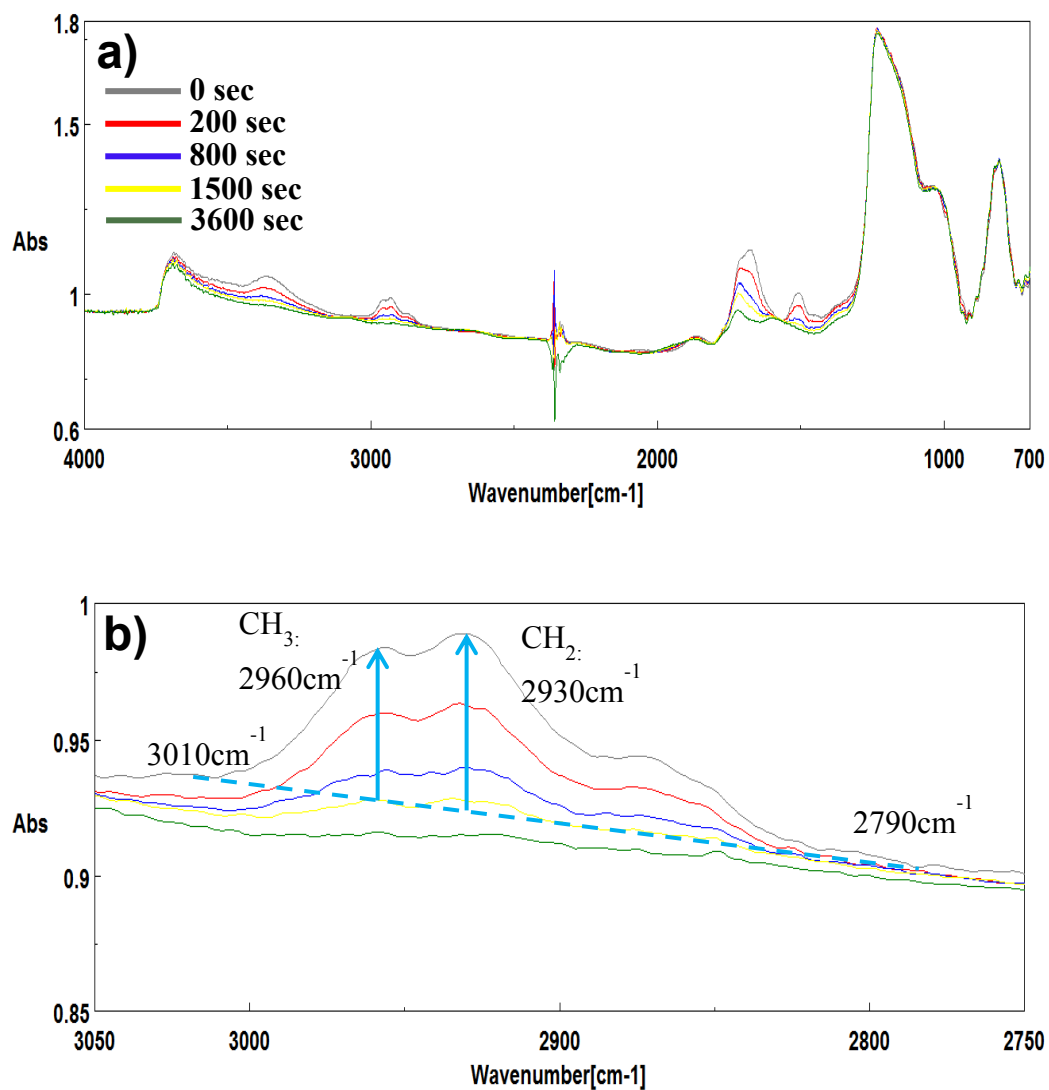 a)
0 sec
200 sec
800 sec
1500 sec
3600 sec
1.8
1.5
Abs
1
0.6
4000 3000 2000 1000 700
Wavenumber[cm-1]
b)
1
CH3:
2960cm-1
CH2:
2930cm-1
0.95
3010cm-1
Abs
2790cm-1
0.9
0.85
3050 3000 2900 2800 2750
Wavenumber[cm-1]